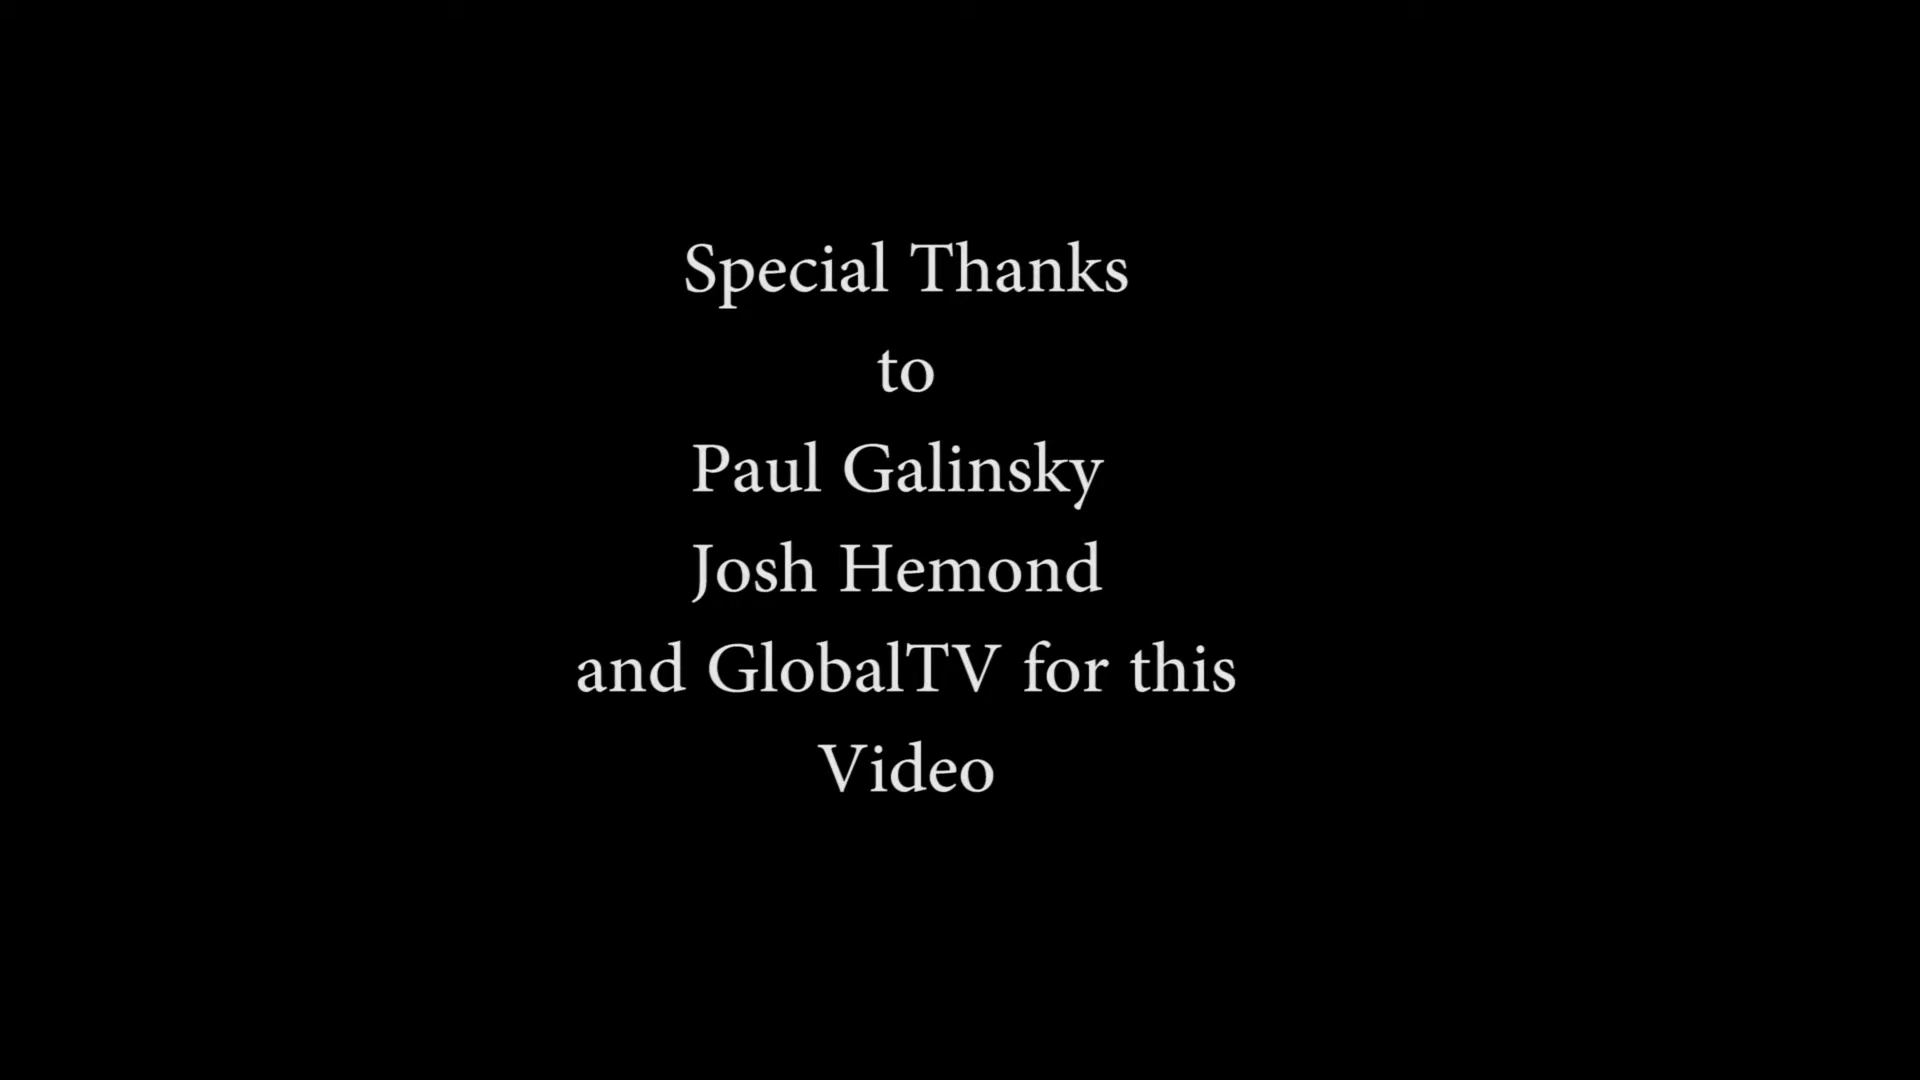 Special Thanks
to
Paul Galinsky
Josh Hemond
and GlobalTV for this
Video